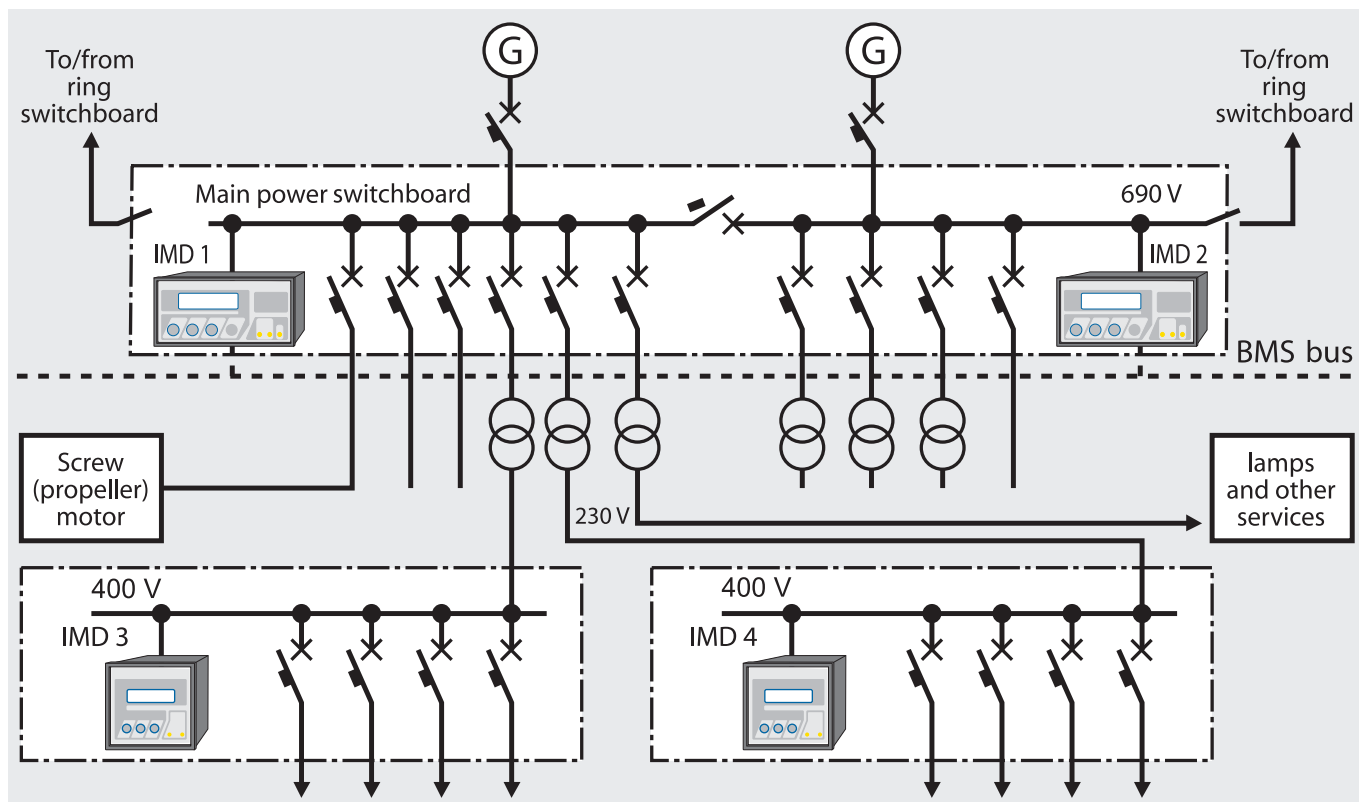 G
G
To/from
ring
switchboard
To/from
ring
switchboard
Main power switchboard
690 V
IMD 1
IMD 2
BMS bus
Screw
(propeller)
motor
lamps
and other
services
230 V
400 V
IMD 3
400 V
IMD 4